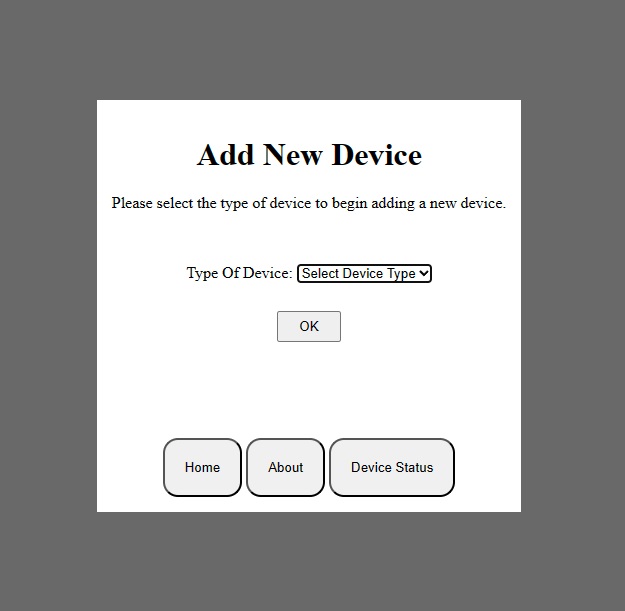 Add New Device
Please select the type of device to begin adding a new device.
Type Of Device: Select Device Type
OK
Home About Device Status